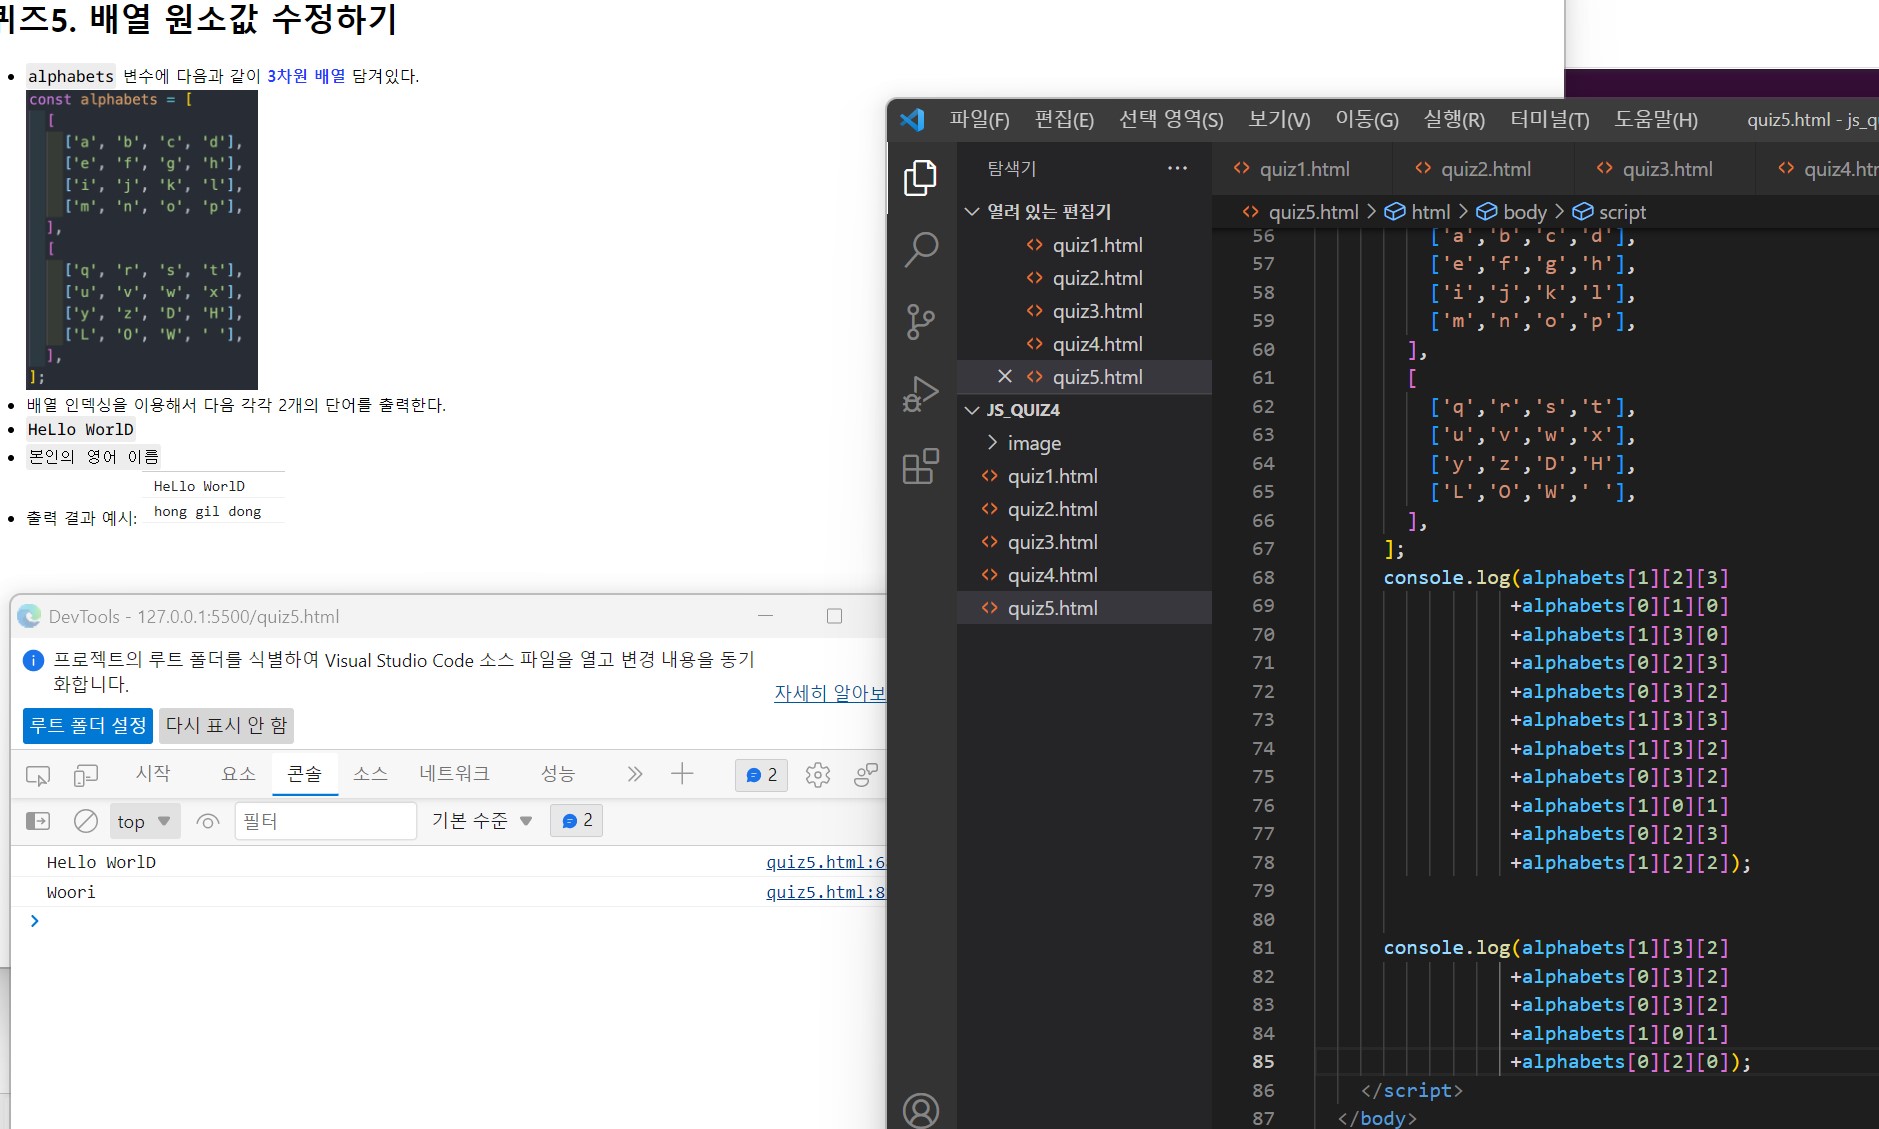 퀴즈5. 배열 원소값 수정하기
• alphabets 변수에 다음과 같이 3차원 배열 담겨있다.
const alphabets = [
[
['a', 'b', 'c', 'd'],
['e', 'f', 'g', 'h'],
['i', 'j', 'k', 'l'],
['m', 'n', 'o', 'p'],
],
[
['q', 'r', 's', 't'],
['u', 'v', 'w', 'x'],
['y', 'z', 'D', 'H'],
['L', 'O', 'W', ' '],
],
];
• 배열 인덱싱을 이용해서 다음 각각 2개의 단어를 출력한다.
• HeLlo WorlD
• 본인의 영어 이름
HeLlo WorlD
hong gil dong
• 출력 결과 예시:
DevTools - 127.0.0.1:5500/quiz5.html
프로젝트의 루트 폴더를 식별하여 Visual Studio Code 소스 파일을 열고 변경 내용을 동기
화합니다.
자세히 알아보
루트 폴더 설정 다시 표시 안 함
시작 요소 콘솔 소스 네트워크 성능 2
top 필터 기본 수준 2
HeLlo WorlD quiz5.html:6
Woori quiz5.html:8
파일(F) 편집(E) 선택 영역(S) 보기(V) 이동(G) 실행(R) 터미널(T) 도움말(H) quiz5.html - js_q
탐색기 ···
열려 있는 편집기
quiz1.html
quiz2.html
quiz3.html
quiz4.html
quiz5.html
JS_QUIZ4
image
quiz1.html
quiz2.html
quiz3.html
quiz4.html
quiz5.html
quiz1.html quiz2.html quiz3.html quiz4.ht
quiz5.html > html > body > script
56 ['a','b','c','d'],
57 ['e','f','g','h'],
58 ['i','j','k','l'],
59 ['m','n','o','p'],
60 ],
61 [
62 ['q','r','s','t'],
63 ['u','v','w','x'],
64 ['y','z','D','H'],
65 ['L','O','W',' '],
66 ],
67 ];
68 console.log(alphabets[1][2][3]
69 +alphabets[0][1][0]
70 +alphabets[1][3][0]
71 +alphabets[0][2][3]
72 +alphabets[0][3][2]
73 +alphabets[1][3][3]
74 +alphabets[1][3][2]
75 +alphabets[0][3][2]
76 +alphabets[1][0][1]
77 +alphabets[0][2][3]
78 +alphabets[1][2][2]);
79
80
81 console.log(alphabets[1][3][2]
82 +alphabets[0][3][2]
83 +alphabets[0][3][2]
84 +alphabets[1][0][1]
85 +alphabets[0][2][0]);
86 </script>
87 </body>